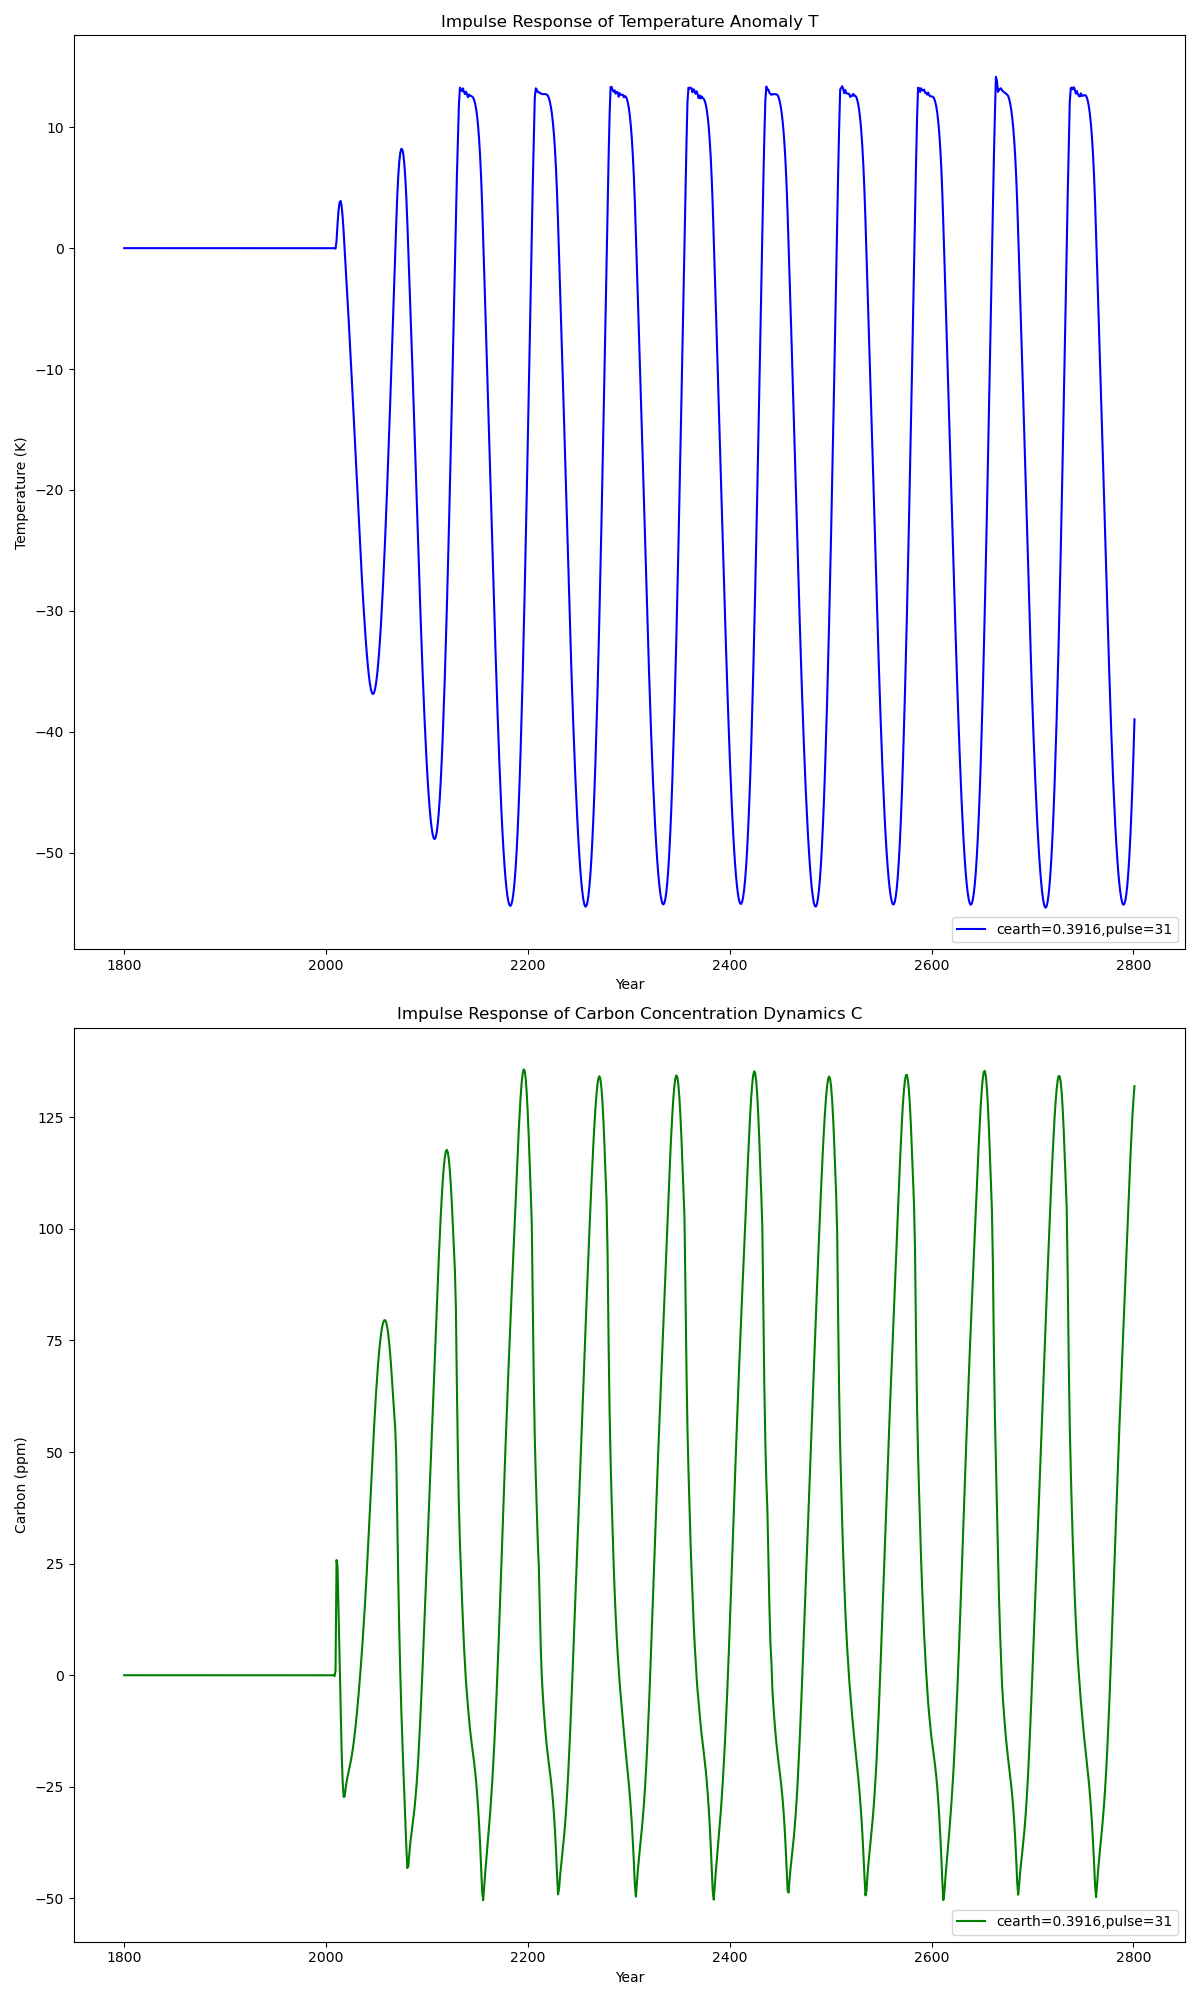 Impulse Response of Temperature Anomaly T
Temperature (K)
10
0
−10
−20
−30
−40
−50
cearth=0.3916,pulse=31
1800 2000 2200 2400 2600 2800
Year
Impulse Response of Carbon Concentration Dynamics C
Carbon (ppm)
125
100
75
50
25
0
−25
−50
cearth=0.3916,pulse=31
1800 2000 2200 2400 2600 2800
Year